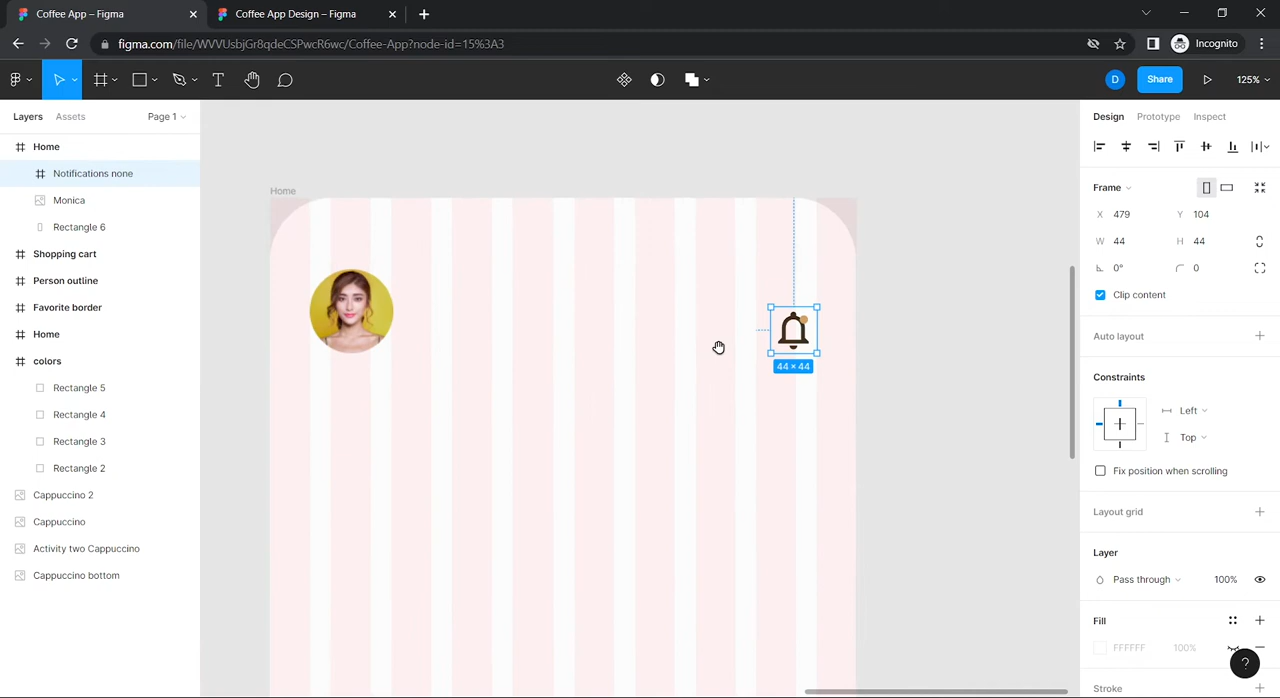 Coffee App – Figma
Coffee App Design – Figma
figma.com/file/WVVUsbjGr8qdeCSPwcR6wc/Coffee-App?node-id=15%3A3
Incognito
T
D
Share
125%
Layers
Assets
Page 1
Home
Notifications none
Monica
Rectangle 6
Shopping cart
Person outline
Favorite border
Home
colors
Rectangle 5
Rectangle 4
Rectangle 3
Rectangle 2
Cappuccino 2
Cappuccino
Activity two Cappuccino
Cappuccino bottom
Home
44 × 44
Design
Prototype
Inspect
Frame
X 479 Y 104
W 44 H 44
0° 0
Clip content
Auto layout
Constraints
Left
Top
Fix position when scrolling
Layout grid
Layer
Pass through 100%
Fill
FFFFFF 100%
Stroke
?